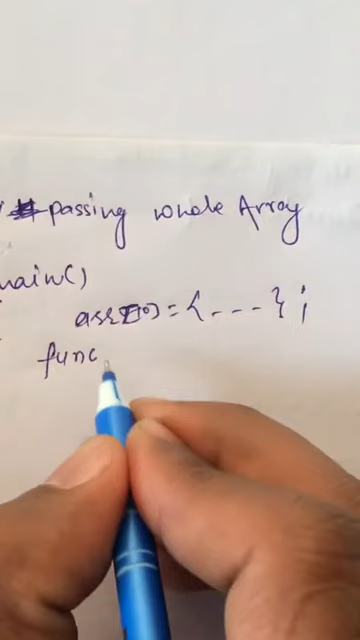 passing whole Array
main()
arr[10] = {----};
func